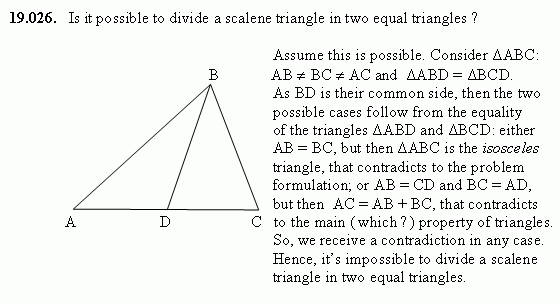 19.026. Is it possible to divide a scalene triangle in two equal triangles ?
Assume this is possible. Consider ΔABC:
AB ≠ BC ≠ AC and ΔABD = ΔBCD.
As BD is their common side, then the two
possible cases follow from the equality
of the triangles ΔABD and ΔBCD: either
AB = BC, but then ΔABC is the isosceles
triangle, that contradicts to the problem
formulation; or AB = CD and BC = AD,
but then AC = AB + BC, that contradicts
to the main ( which ? ) property of triangles.
So, we receive a contradiction in any case.
Hence, it's impossible to divide a scalene
triangle in two equal triangles.
B
A D C